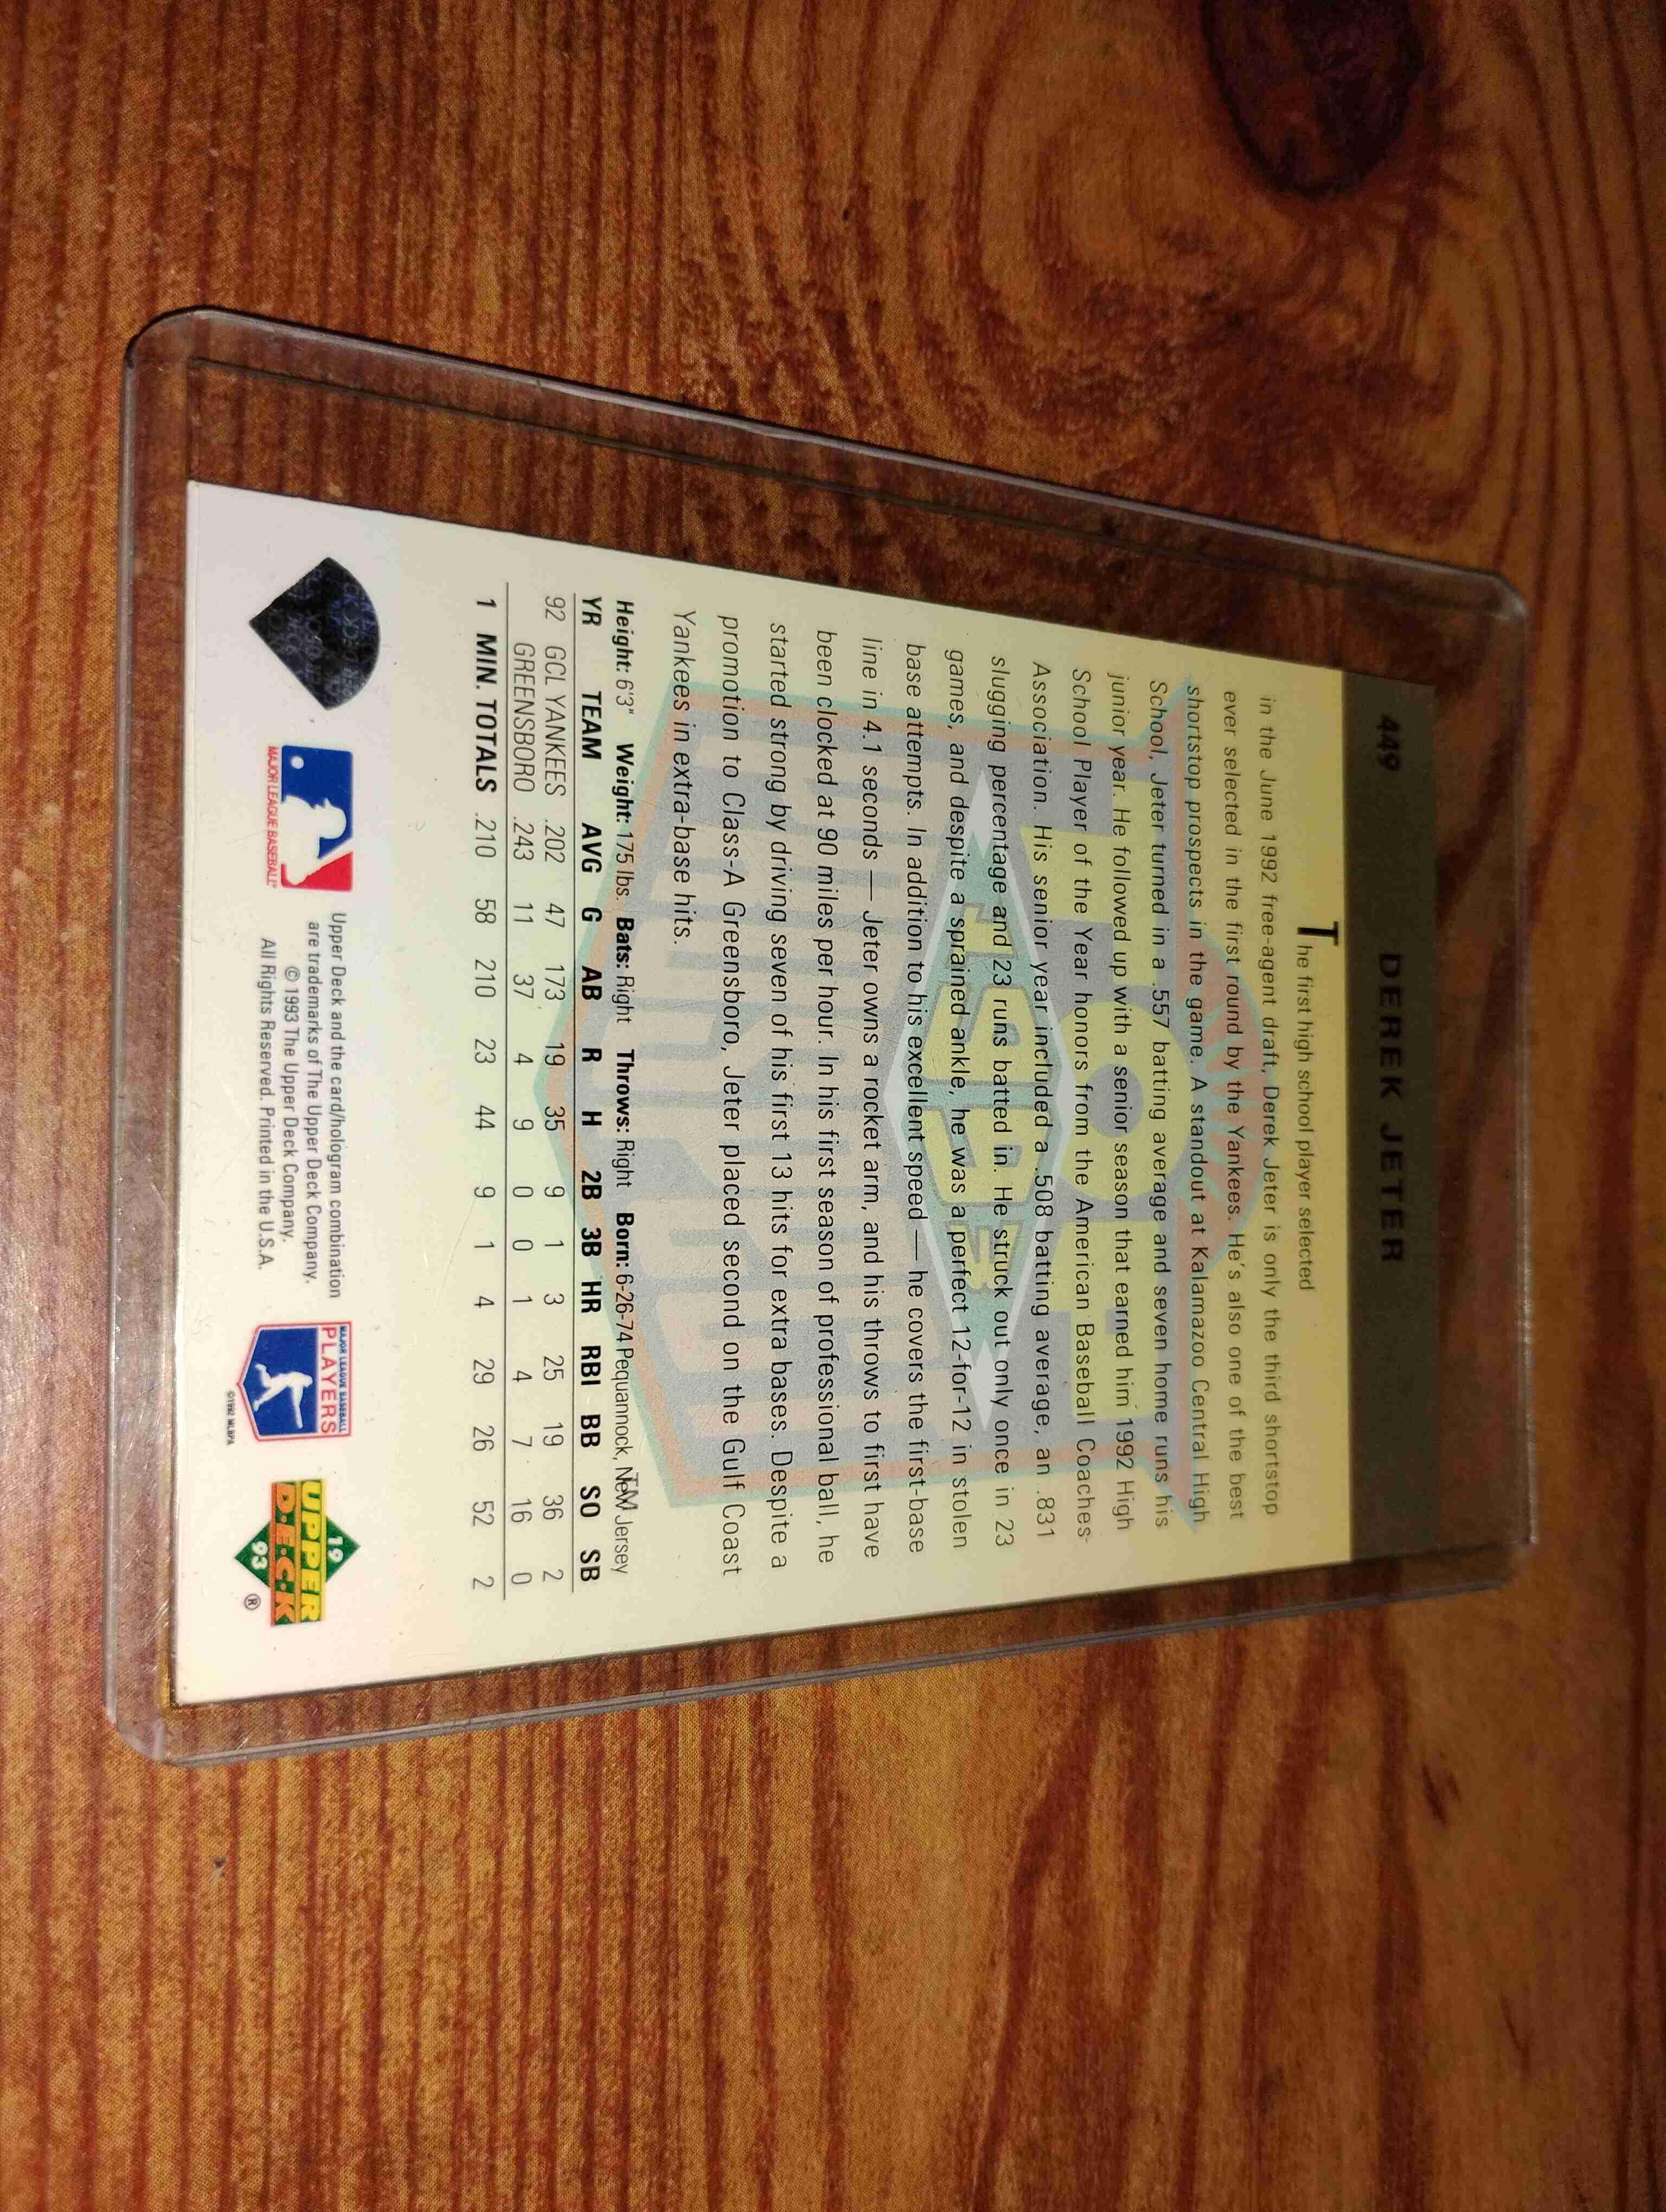 449 DEREK JETER
The first high school player selected
in the June 1992 free-agent draft, Derek Jeter is only the third shortstop
ever selected in the first round by the Yankees. He's also one of the best
shortstop prospects in the game. A standout at Kalamazoo Central High
School, Jeter turned in a .557 batting average and seven home runs his
junior year. He followed up with a senior season that earned him 1992 High
School Player of the Year honors from the American Baseball Coaches
Association. His senior year included a .508 batting average, an .831
slugging percentage and 23 runs batted in. He struck out only once in 23
games, and despite a sprained ankle, he was a perfect 12-for-12 in stolen
base attempts. In addition to his excellent speed — he covers the first-base
line in 4.1 seconds — Jeter owns a rocket arm, and his throws to first have
been clocked at 90 miles per hour. In his first season of professional ball, he
started strong by driving seven of his first 13 hits for extra bases. Despite a
promotion to Class-A Greensboro, Jeter placed second on the Gulf Coast
Yankees in extra-base hits.
TOP
PROSPECT
TM
Height: 6'3" Weight: 175 lbs. Bats: Right Throws: Right Born: 6-26-74 Pequannock, New Jersey
YR TEAM AVG G AB R H 2B 3B HR RBI BB SO SB
92 GCL YANKEES .202 47 173 19 35 9 1 3 25 19 36 2
GREENSBORO .243 11 37 4 9 0 0 1 4 7 16 0
1 MIN. TOTALS .210 58 210 23 44 9 1 4 29 26 52 2
MAJOR LEAGUE BASEBALL
Upper Deck and the card/hologram combination
are trademarks of The Upper Deck Company.
© 1993 The Upper Deck Company.
All Rights Reserved. Printed in the U.S.A.
MAJOR LEAGUE BASEBALL
PLAYERS
©1992 MLBPA
19
UPPER
D.E.C.K
93
®